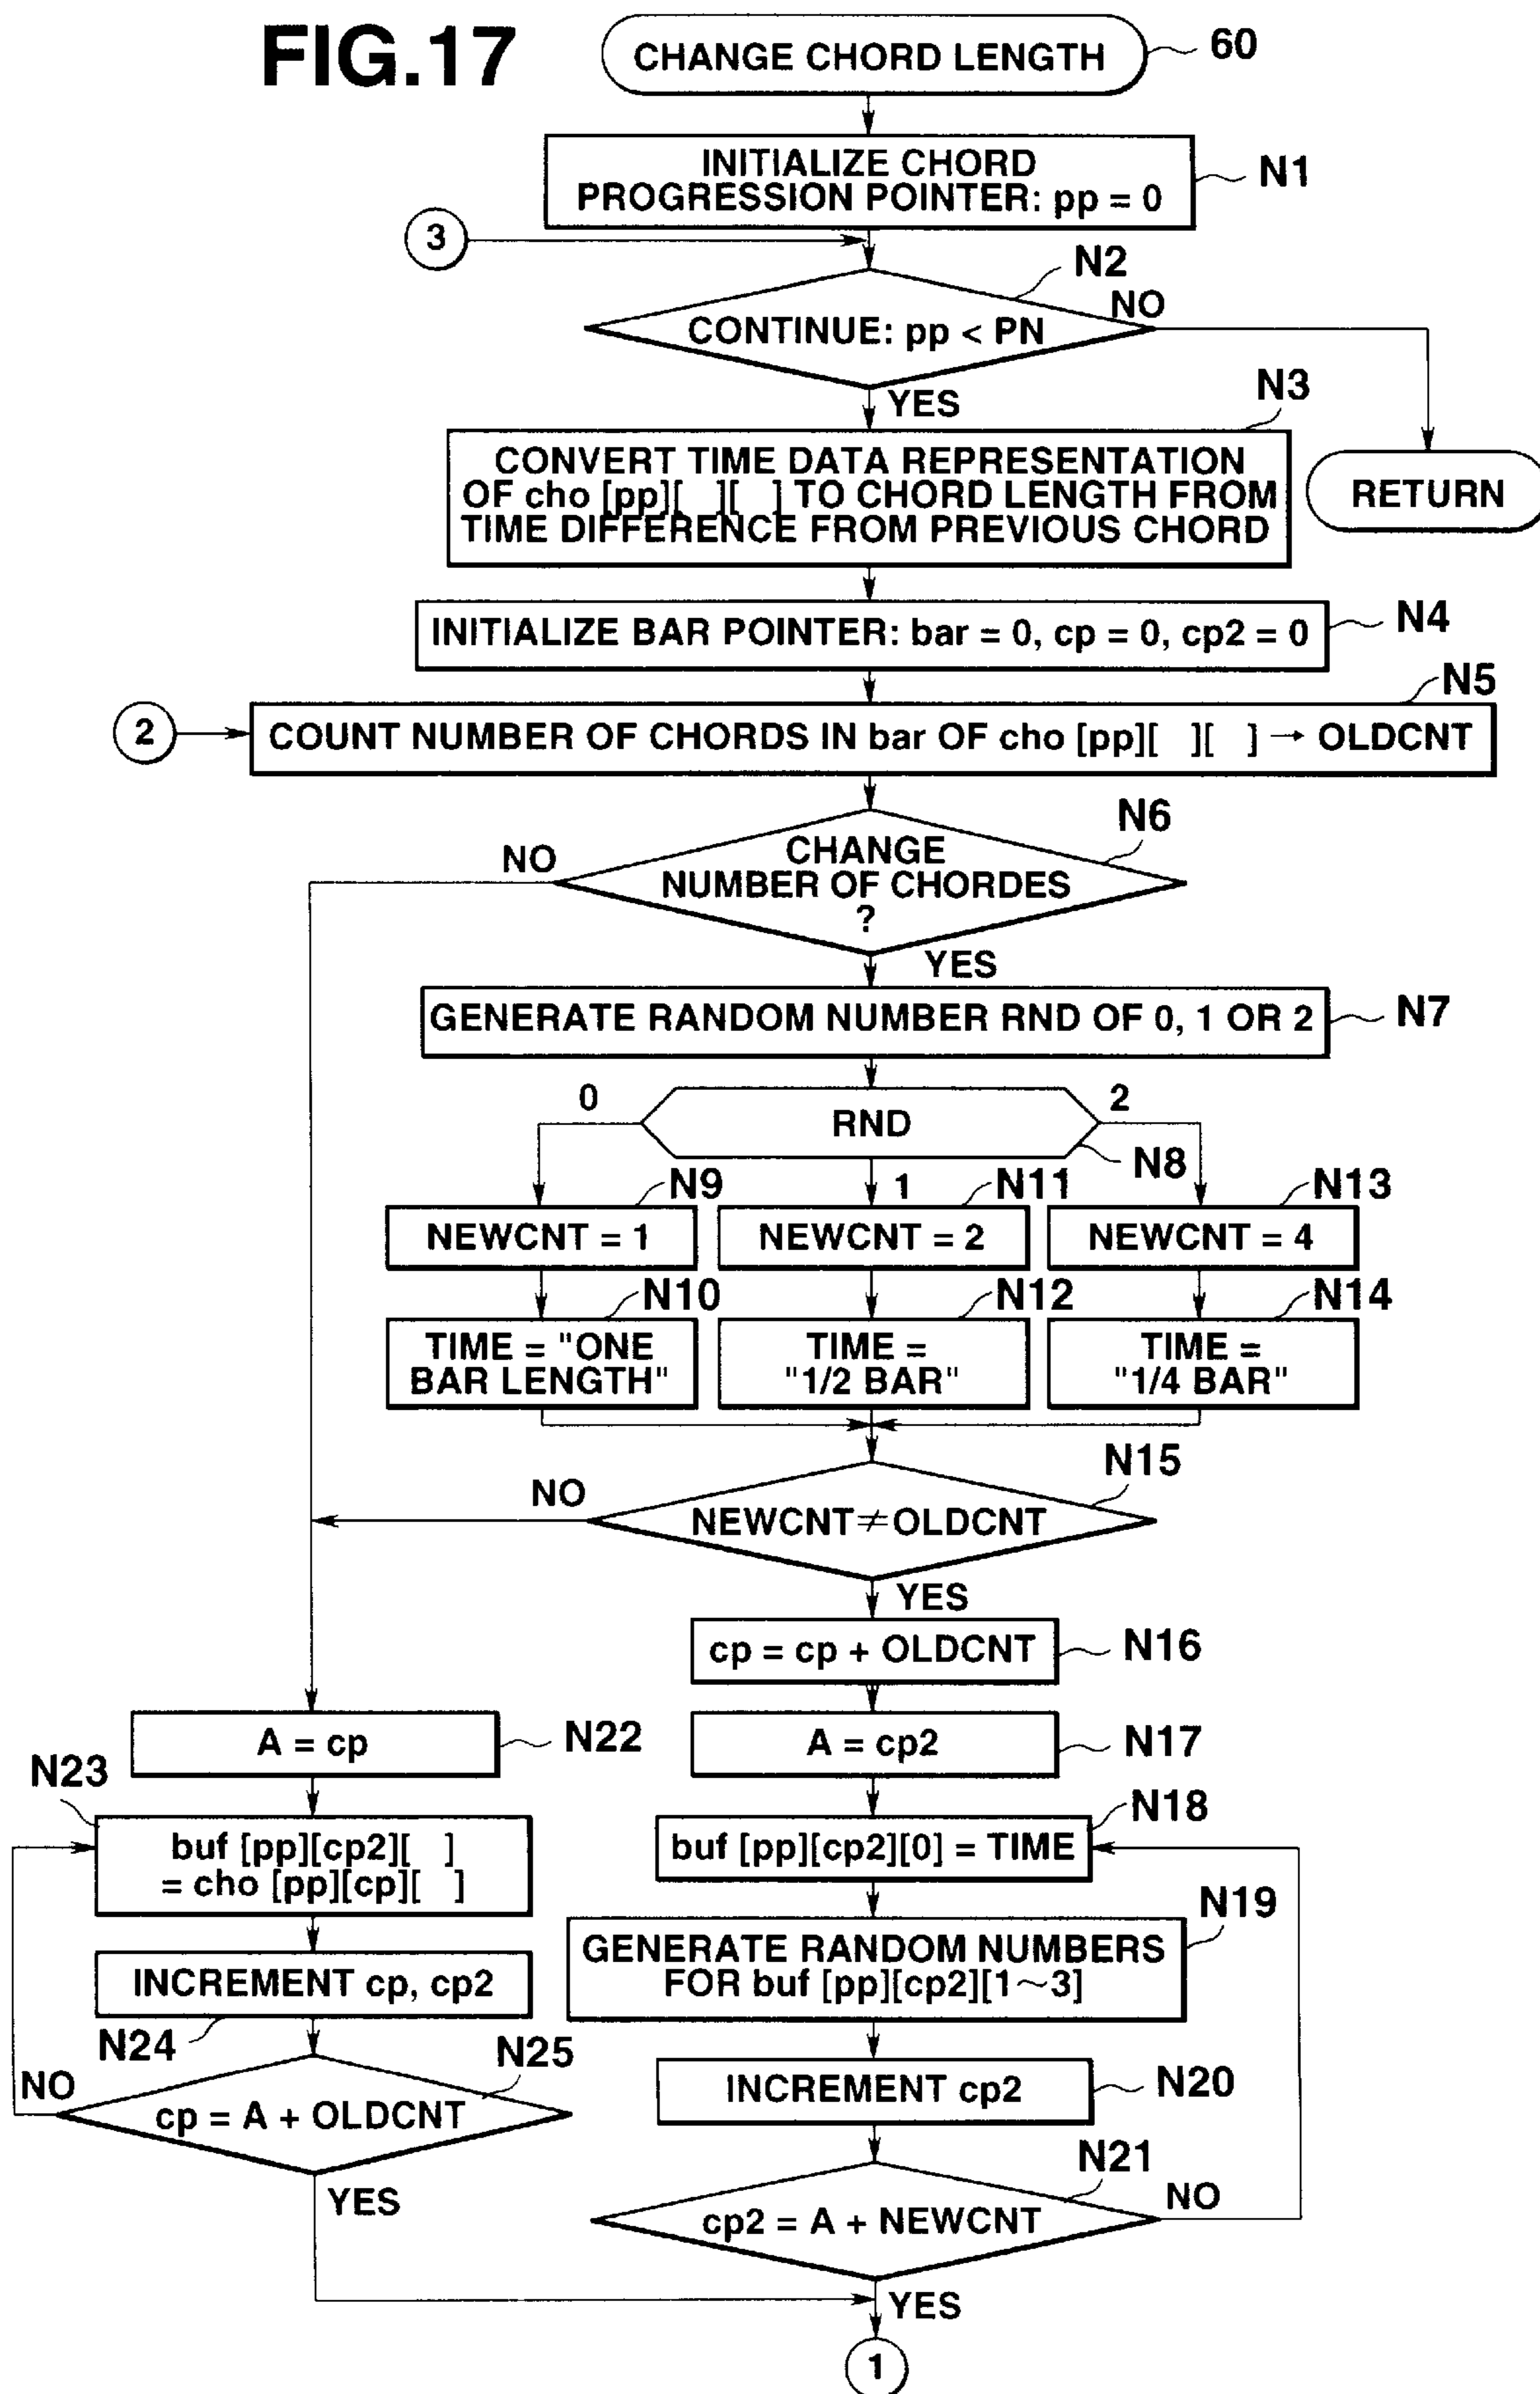 FIG.17
CHANGE CHORD LENGTH
60
INITIALIZE CHORD
PROGRESSION POINTER: pp = 0
N1
3
N2
CONTINUE: pp < PN
NO
YES
RETURN
N3
CONVERT TIME DATA REPRESENTATION
OF cho [pp][ ][ ] TO CHORD LENGTH FROM
TIME DIFFERENCE FROM PREVIOUS CHORD
INITIALIZE BAR POINTER: bar = 0, cp = 0, cp2 = 0
N4
N5
2
COUNT NUMBER OF CHORDS IN bar OF cho [pp][ ][ ] → OLDCNT
N6
NO
CHANGE
NUMBER OF CHORDES
?
YES
GENERATE RANDOM NUMBER RND OF 0, 1 OR 2
N7
0
RND
2
N8
1
N9
N11
N13
NEWCNT = 1
NEWCNT = 2
NEWCNT = 4
N10
N12
N14
TIME = "ONE
BAR LENGTH"
TIME =
"1/2 BAR"
TIME =
"1/4 BAR"
N15
NO
NEWCNT≠OLDCNT
YES
cp = cp + OLDCNT
N16
A = cp
N22
A = cp2
N17
N23
N18
buf [pp][cp2][ ]
= cho [pp][cp][ ]
buf [pp][cp2][0] = TIME
N19
GENERATE RANDOM NUMBERS
FOR buf [pp][cp2][1~3]
INCREMENT cp, cp2
N24
N25
INCREMENT cp2
N20
NO
cp = A + OLDCNT
YES
N21
cp2 = A + NEWCNT
NO
YES
1